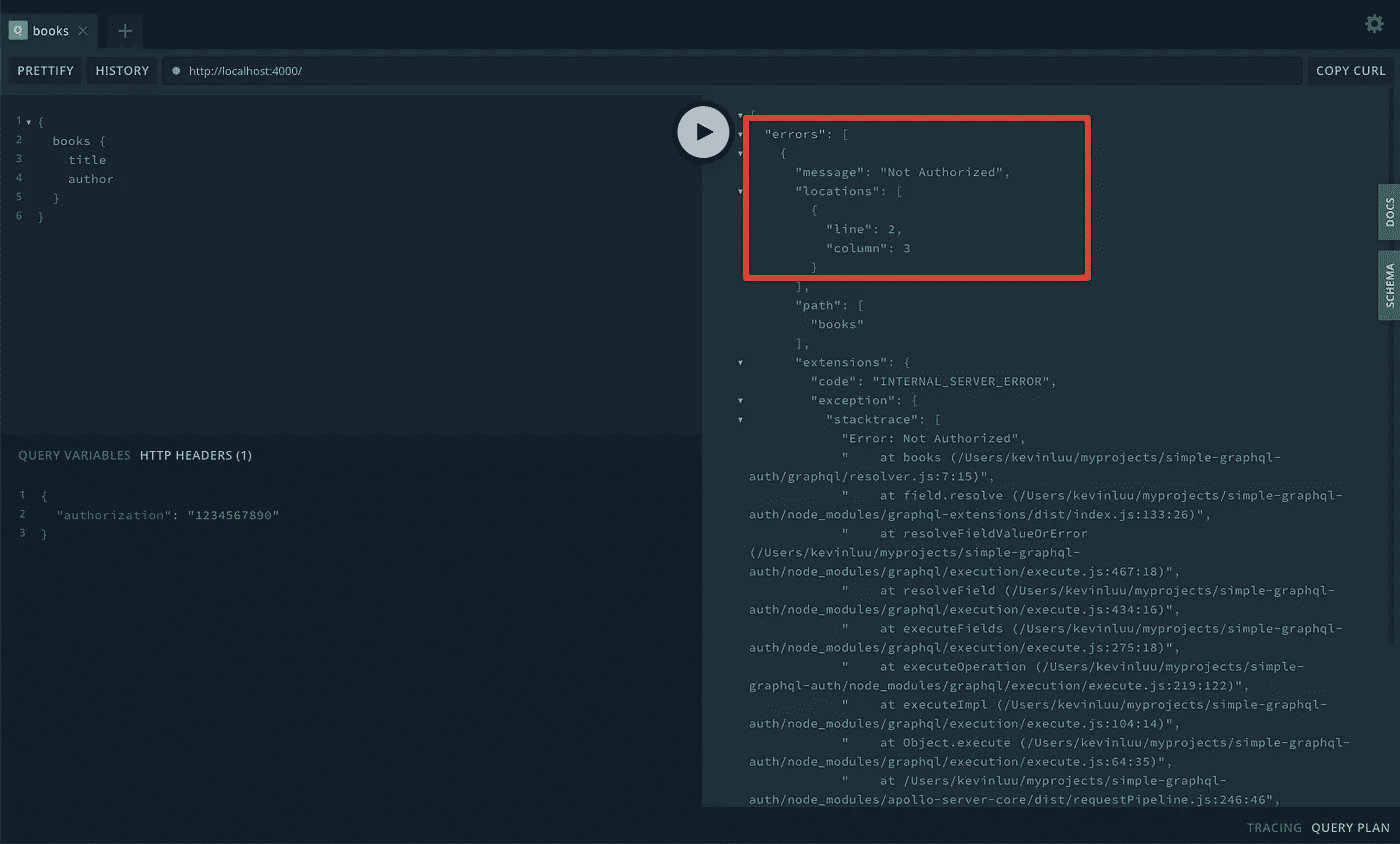 Q books
PRETTIFY HISTORY http://localhost:4000/ COPY CURL
1 {
2 books {
3 title
4 author
5 }
6 }
{
"errors": [
{
"message": "Not Authorized",
"locations": [
{
"line": 2,
"column": 3
}
],
"path": [
"books"
],
"extensions": {
"code": "INTERNAL_SERVER_ERROR",
"exception": {
"stacktrace": [
"Error: Not Authorized",
"    at books (/Users/kevinluu/myprojects/simple-graphql-
auth/graphql/resolver.js:7:15)",
"    at field.resolve (/Users/kevinluu/myprojects/simple-graphql-
auth/node_modules/graphql-extensions/dist/index.js:133:26)",
"    at resolveFieldValueOrError
(/Users/kevinluu/myprojects/simple-graphql-
auth/node_modules/graphql/execution/execute.js:467:18)",
"    at resolveField (/Users/kevinluu/myprojects/simple-graphql-
auth/node_modules/graphql/execution/execute.js:434:16)",
"    at executeFields (/Users/kevinluu/myprojects/simple-graphql-
auth/node_modules/graphql/execution/execute.js:275:18)",
"    at executeOperation (/Users/kevinluu/myprojects/simple-
graphql-auth/node_modules/graphql/execution/execute.js:219:122)",
"    at executeImpl (/Users/kevinluu/myprojects/simple-graphql-
auth/node_modules/graphql/execution/execute.js:104:14)",
"    at Object.execute (/Users/kevinluu/myprojects/simple-graphql-
auth/node_modules/graphql/execution/execute.js:64:35)",
"    at /Users/kevinluu/myprojects/simple-graphql-
auth/node_modules/apollo-server-core/dist/requestPipeline.js:246:46",
DOCS
SCHEMA
QUERY VARIABLES HTTP HEADERS (1)
1 {
2 "authorization": "1234567890"
3 }
TRACING QUERY PLAN